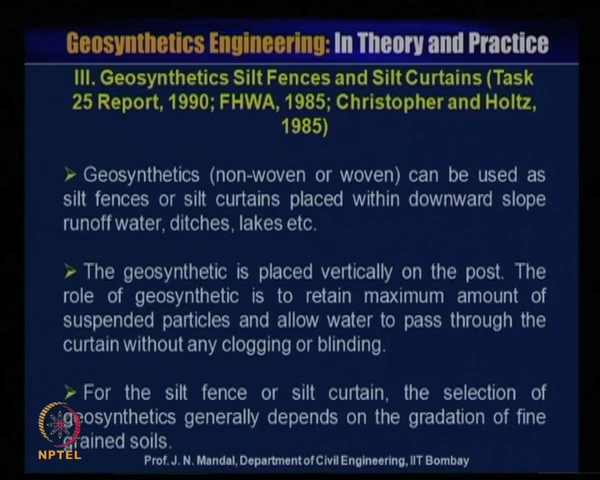 Geosynthetics Engineering: In Theory and Practice
III. Geosynthetics Silt Fences and Silt Curtains (Task
25 Report, 1990; FHWA, 1985; Christopher and Holtz,
1985)
➢ Geosynthetics (non-woven or woven) can be used as
silt fences or silt curtains placed within downward slope
runoff water, ditches, lakes etc.
➢ The geosynthetic is placed vertically on the post. The
role of geosynthetic is to retain maximum amount of
suspended particles and allow water to pass through the
curtain without any clogging or blinding.
➢ For the silt fence or silt curtain, the selection of
geosynthetics generally depends on the gradation of fine
grained soils.
NPTEL
Prof. J. N. Mandal, Department of Civil Engineering, IIT Bombay